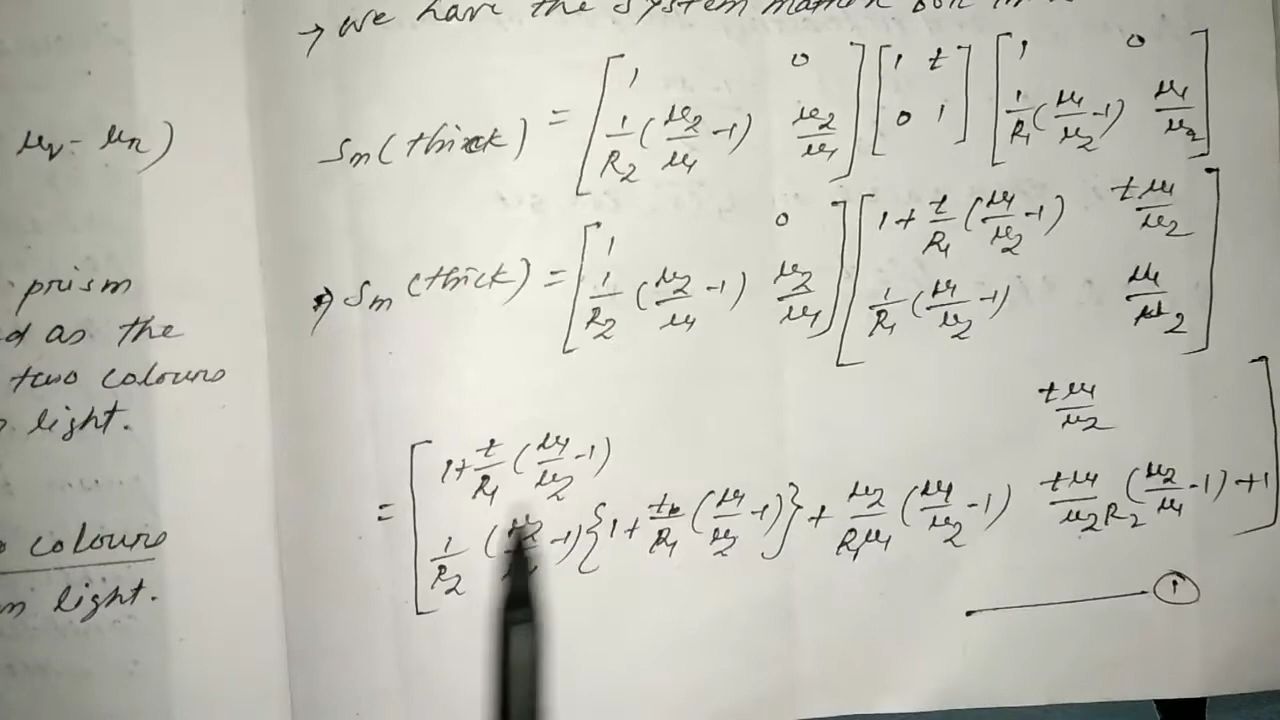 → we have the system matrix
μv - μr)
Sm(thick) = [1 0; 1/R2 (μ2/μ1 -1) μ2/μ1] [1 t; 0 1] [1 0; 1/R1 (μ1/μ2 -1) μ1/μ2]
⇒ Sm(thick) = [1 0; 1/R2 (μ2/μ1 -1) μ2/μ1] [1+ t/R1 (μ1/μ2 -1) tμ1/μ2; 1/R1 (μ1/μ2 -1) μ1/μ2]
prism
d as the
two colours
light.
= [1+ t/R1 (μ1/μ2 -1) tμ1/μ2; 1/R2 (μ2/μ1 -1){1+ t/R1 (μ1/μ2 -1)} + μ2/R1μ1 (μ1/μ2 -1) tμ1/μ2R2 (μ2/μ1 -1) +1]
colours
light.
1